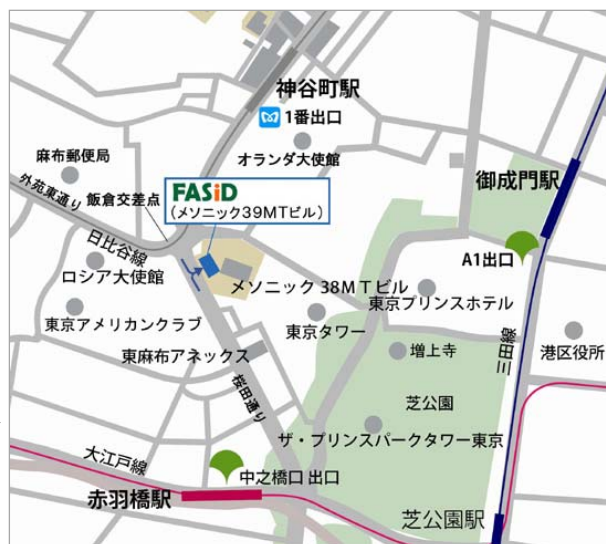 神谷町駅
1番出口
オランダ大使館
麻布郵便局
外苑東通り
飯倉交差点
FASiD
(メソニック39MTビル)
御成門駅
A1出口
日比谷線
ロシア大使館
メソニック 38MTビル
東京プリンスホテル
東京アメリカンクラブ
東京タワー
三田線
港区役所
東麻布アネックス
増上寺
桜田通り
芝公園
ザ・プリンスパークタワー東京
大江戸線
中之橋口 出口
赤羽橋駅
芝公園駅